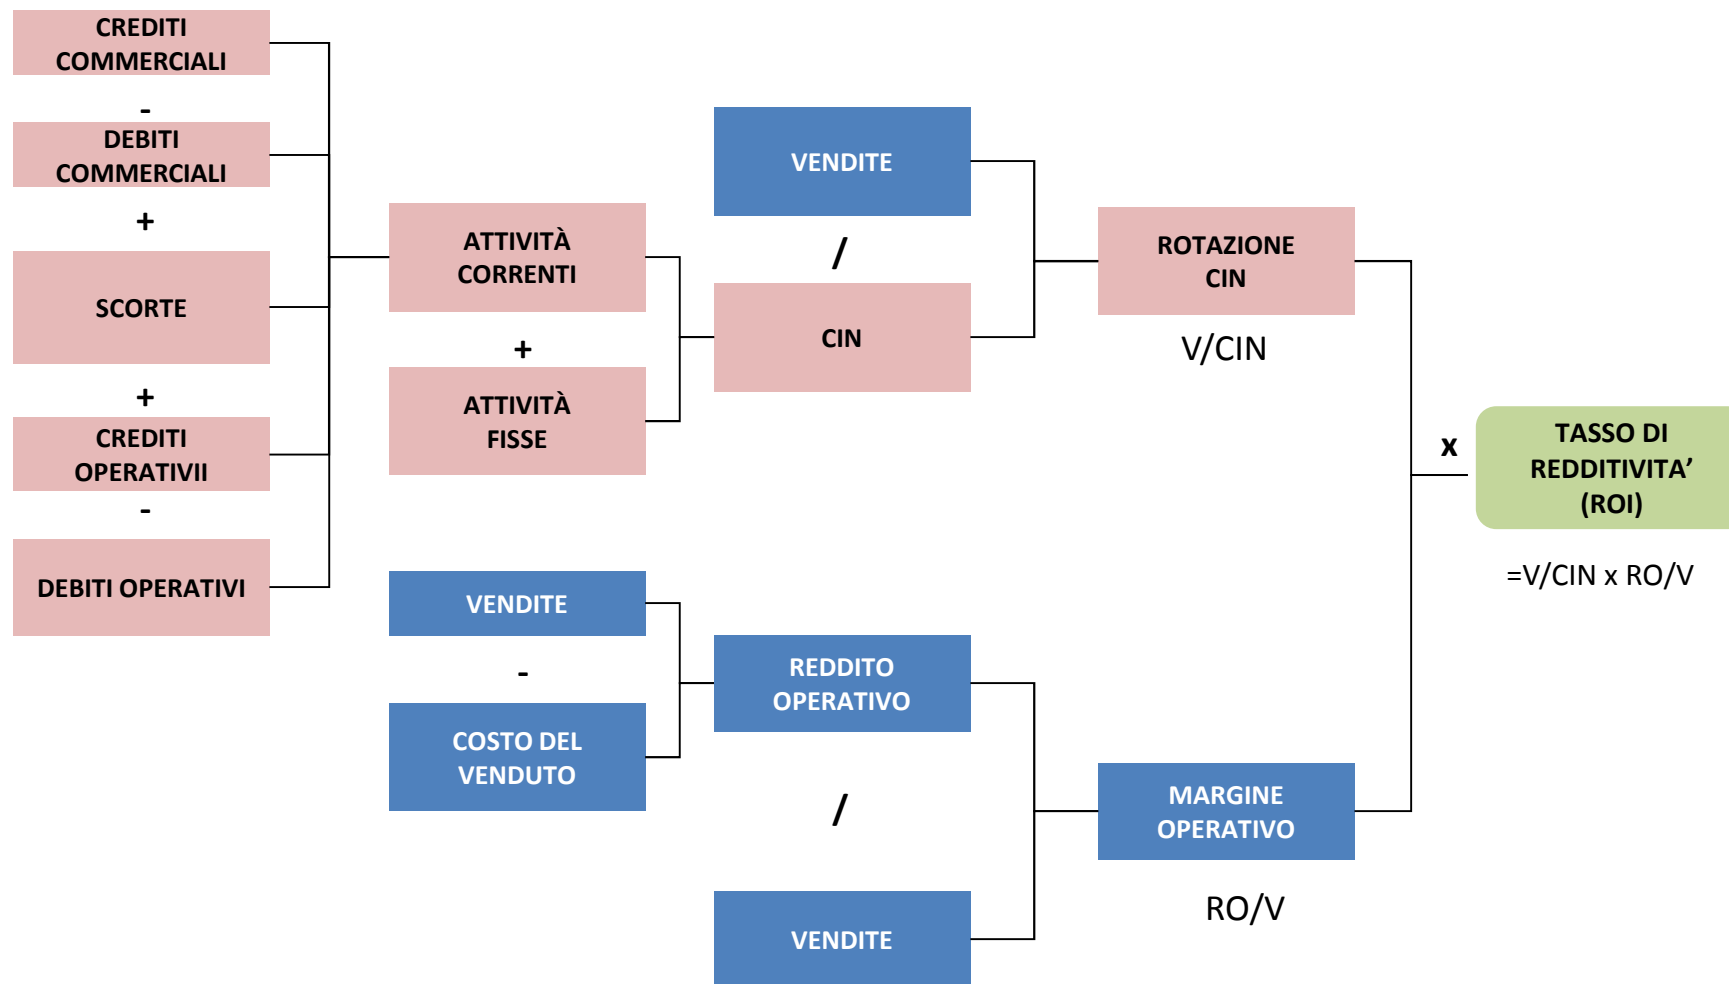 CREDITI
COMMERCIALI
-
DEBITI
COMMERCIALI
+
SCORTE
+
CREDITI
OPERATIVII
-
DEBITI OPERATIVI
ATTIVITÀ
CORRENTI
+
ATTIVITÀ
FISSE
VENDITE
-
COSTO DEL
VENDUTO
VENDITE
/
CIN
REDDITO
OPERATIVO
/
VENDITE
ROTAZIONE
CIN
V/CIN
MARGINE
OPERATIVO
RO/V
x
TASSO DI
REDDITIVITA’
(ROI)
=V/CIN x RO/V